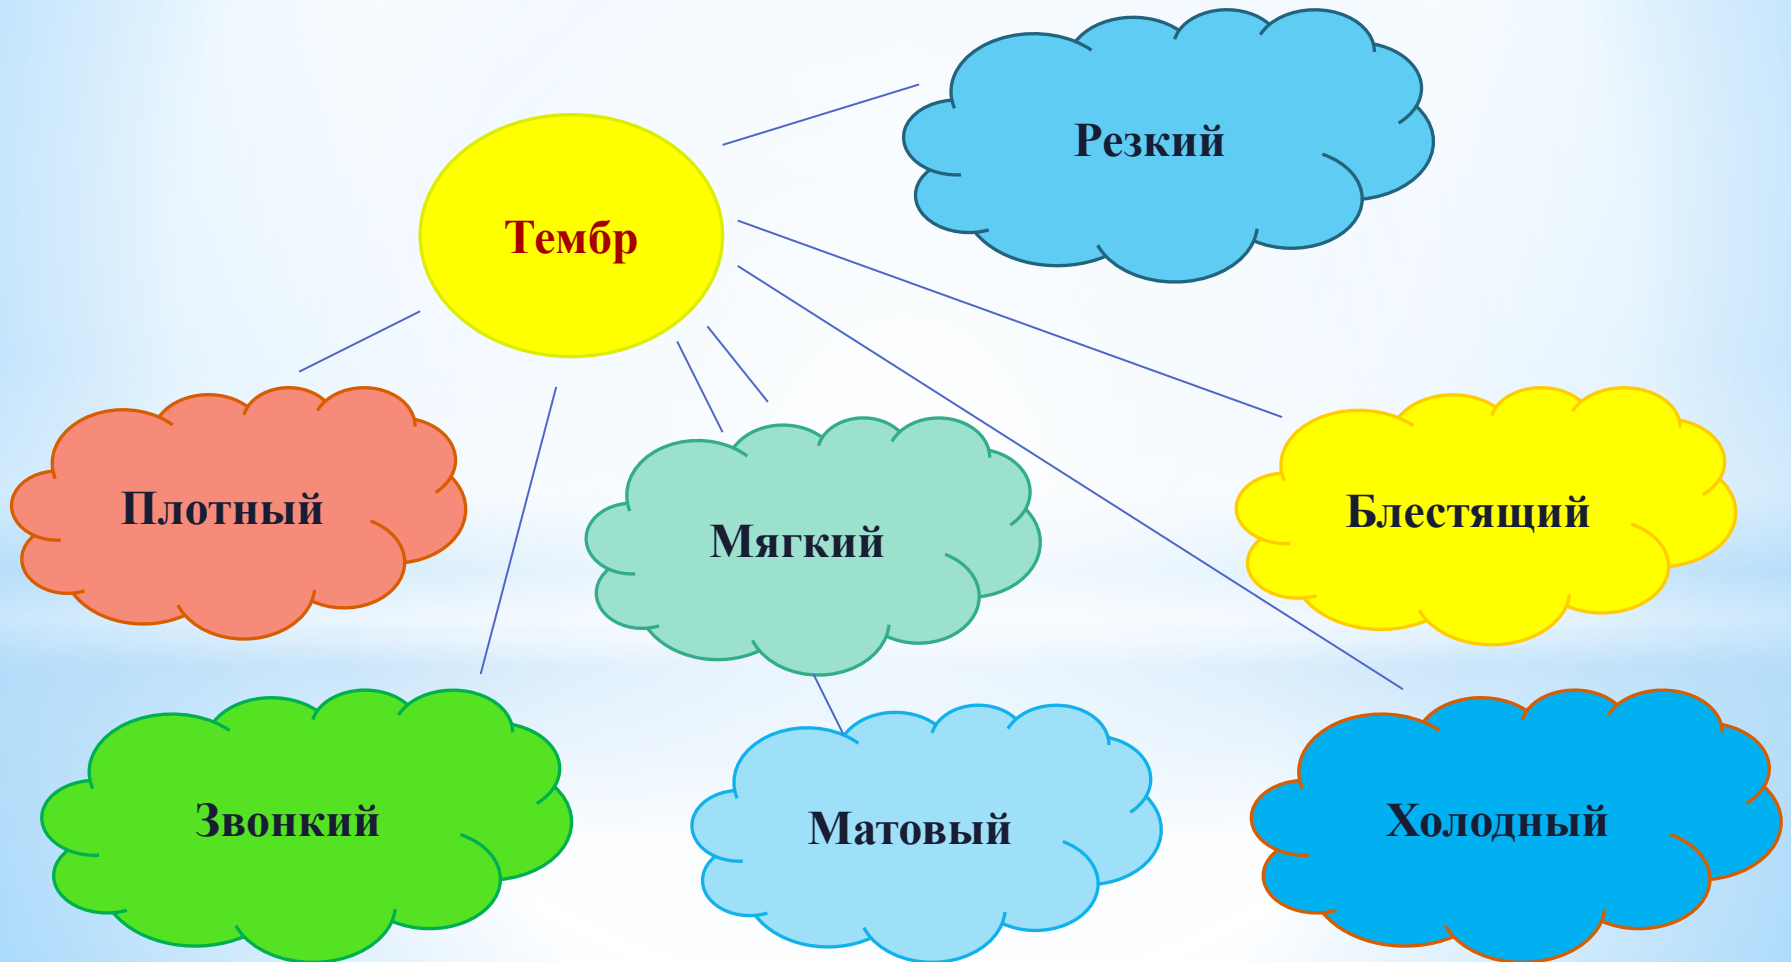 Резкий
Тембр
Плотный
Мягкий
Блестящий
Звонкий
Матовый
Холодный